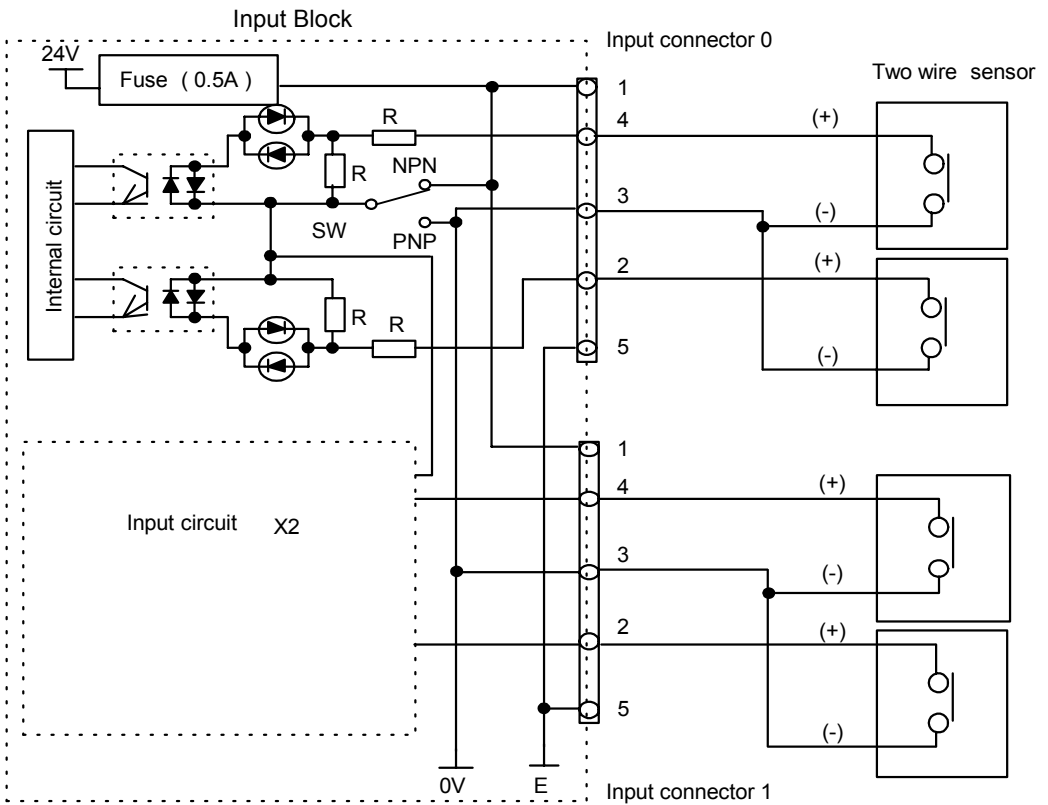 Input Block
24V
Fuse ( 0.5A )
Input connector 0
Two wire sensor
1
R
4
(+)
R
NPN
Internal circuit
3
SW
PNP
(-)
2
(+)
R
R
5
(-)
1
4
(+)
Input circuit X2
3
(-)
2
(+)
5
(-)
0V
E
Input connector 1